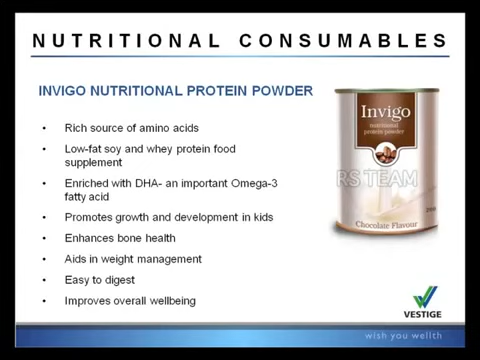 NUTRITIONAL CONSUMABLES
INVIGO NUTRITIONAL PROTEIN POWDER
• Rich source of amino acids
• Low-fat soy and whey protein food
supplement
• Enriched with DHA- an important Omega-3
fatty acid
• Promotes growth and development in kids
• Enhances bone health
• Aids in weight management
• Easy to digest
• Improves overall wellbeing
Invigo
nutritional
protein powder
RS TEAM
Chocolate Flavour
VESTIGE
wish you wellth